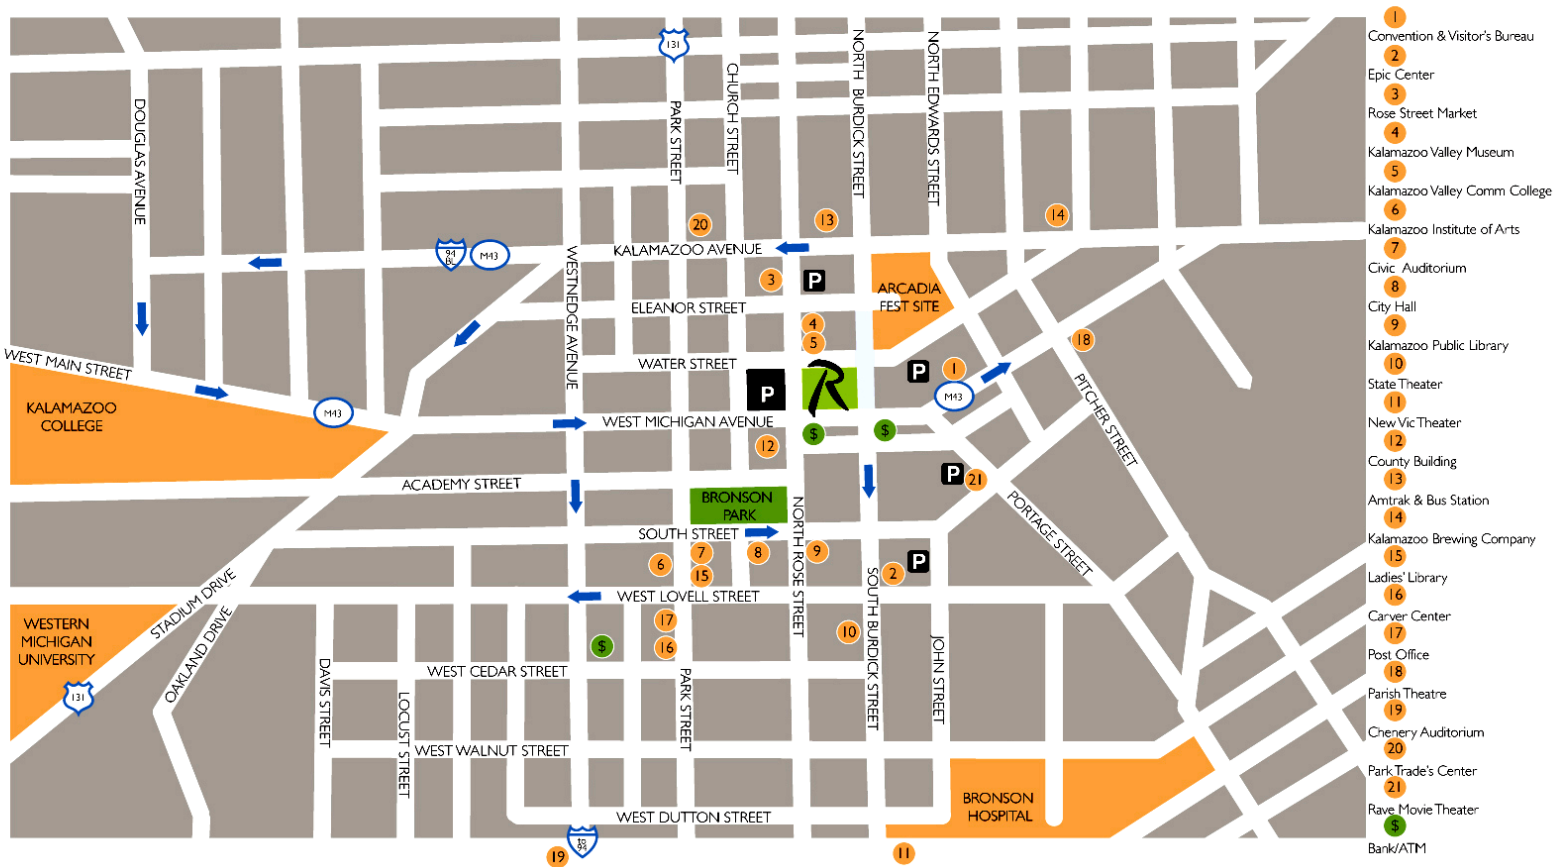 131
DOUGLAS AVENUE
PARK STREET
CHURCH STREET
NORTH BURDICK STREET
NORTH EDWARDS STREET
20
13
14
94
BL
M43
KALAMAZOO AVENUE
WESTNEDGE AVENUE
3
P
ARCADIA
FEST SITE
ELEANOR STREET
4
5
WEST MAIN STREET
WATER STREET
P
R
P
1
M43
18
PITCHER STREET
KALAMAZOO
COLLEGE
M43
WEST MICHIGAN AVENUE
$
$
12
ACADEMY STREET
P
21
BRONSON
PARK
NORTH ROSE STREET
PORTAGE STREET
SOUTH STREET
6
7
8
9
15
2
P
STADIUM DRIVE
WEST LOVELL STREET
WESTERN
MICHIGAN
UNIVERSITY
OAKLAND DRIVE
17
16
$
10
SOUTH BURDICK STREET
JOHN STREET
131
DAVIS STREET
LOCUST STREET
WEST CEDAR STREET
PARK STREET
WEST WALNUT STREET
WEST DUTTON STREET
BRONSON
HOSPITAL
19
94
11
1
Convention & Visitor's Bureau
2
Epic Center
3
Rose Street Market
4
Kalamazoo Valley Museum
5
Kalamazoo Valley Comm College
6
Kalamazoo Institute of Arts
7
Civic Auditorium
8
City Hall
9
Kalamazoo Public Library
10
State Theater
11
New Vic Theater
12
County Building
13
Amtrak & Bus Station
14
Kalamazoo Brewing Company
15
Ladies' Library
16
Carver Center
17
Post Office
18
Parish Theatre
19
Chenery Auditorium
20
Park Trade's Center
21
Rave Movie Theater
$
Bank/ATM